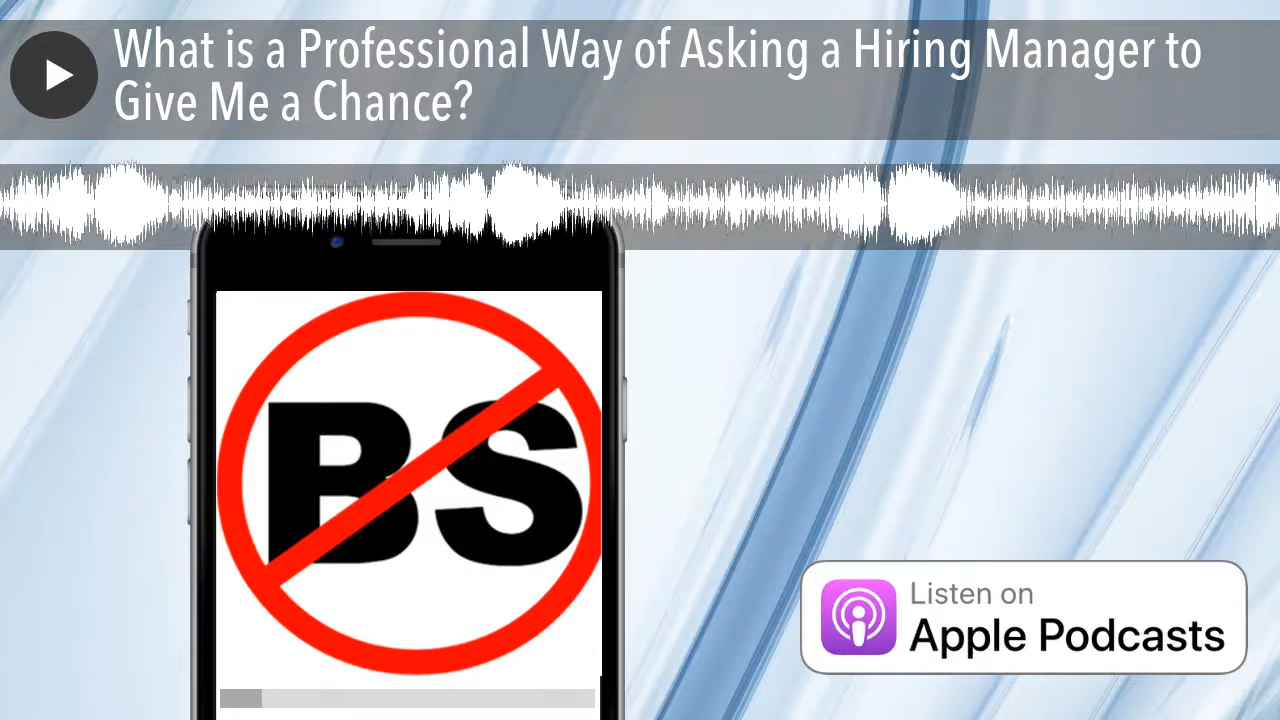 What is a Professional Way of Asking a Hiring Manager to
Give Me a Chance?
BS
Listen on
Apple Podcasts